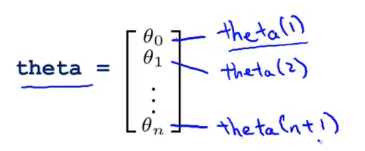 θ₀ theta(1)
θ₁ theta(2)
theta =
⋮
θₙ theta(n+1)